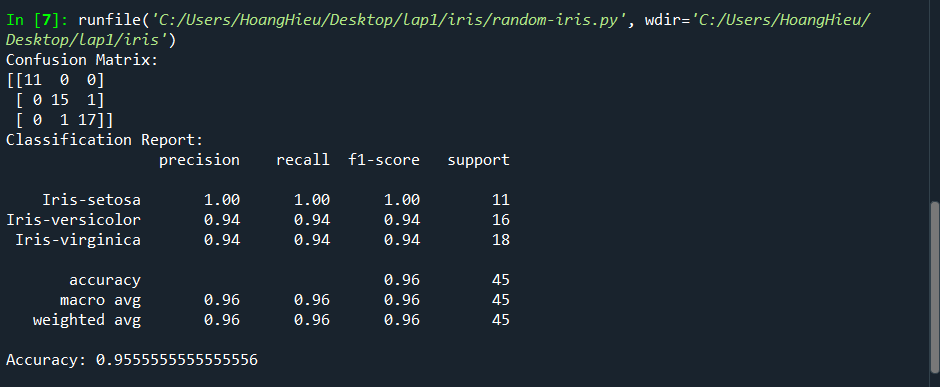 In [7]: runfile('C:/Users/HoangHieu/Desktop/lap1/iris/random-iris.py', wdir='C:/Users/HoangHieu/
Desktop/lap1/iris')
Confusion Matrix:
[[11  0  0]
 [ 0 15  1]
 [ 0  1 17]]
Classification Report:
                 precision    recall  f1-score   support

    Iris-setosa       1.00      1.00      1.00        11
Iris-versicolor       0.94      0.94      0.94        16
 Iris-virginica       0.94      0.94      0.94        18

       accuracy                           0.96        45
      macro avg       0.96      0.96      0.96        45
   weighted avg       0.96      0.96      0.96        45

Accuracy: 0.9555555555555556